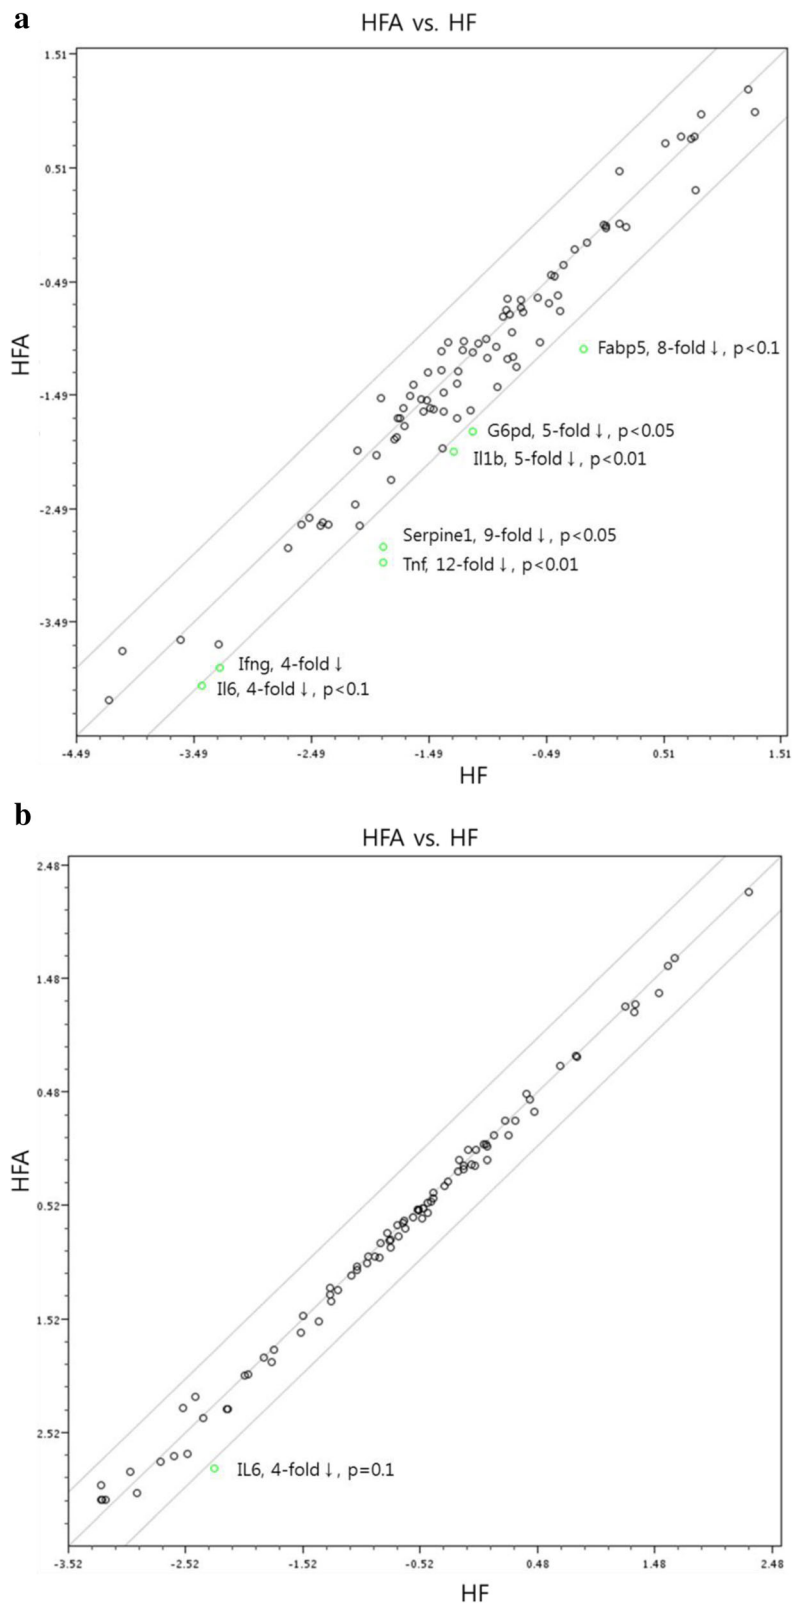 a
HFA vs. HF
1.51
0.51
-0.49
-1.49
-2.49
-3.49
HFA
Fabp5, 8-fold ↓, p<0.1
G6pd, 5-fold ↓, p<0.05
Il1b, 5-fold ↓, p<0.01
Serpine1, 9-fold ↓, p<0.05
Tnf, 12-fold ↓, p<0.01
Ifng, 4-fold ↓
Il6, 4-fold ↓, p<0.1
-4.49 -3.49 -2.49 -1.49 -0.49 0.51 1.51
HF
b
HFA vs. HF
2.48
1.48
0.48
0.52
1.52
2.52
HFA
IL6, 4-fold ↓, p=0.1
-3.52 -2.52 -1.52 -0.52 0.48 1.48 2.48
HF